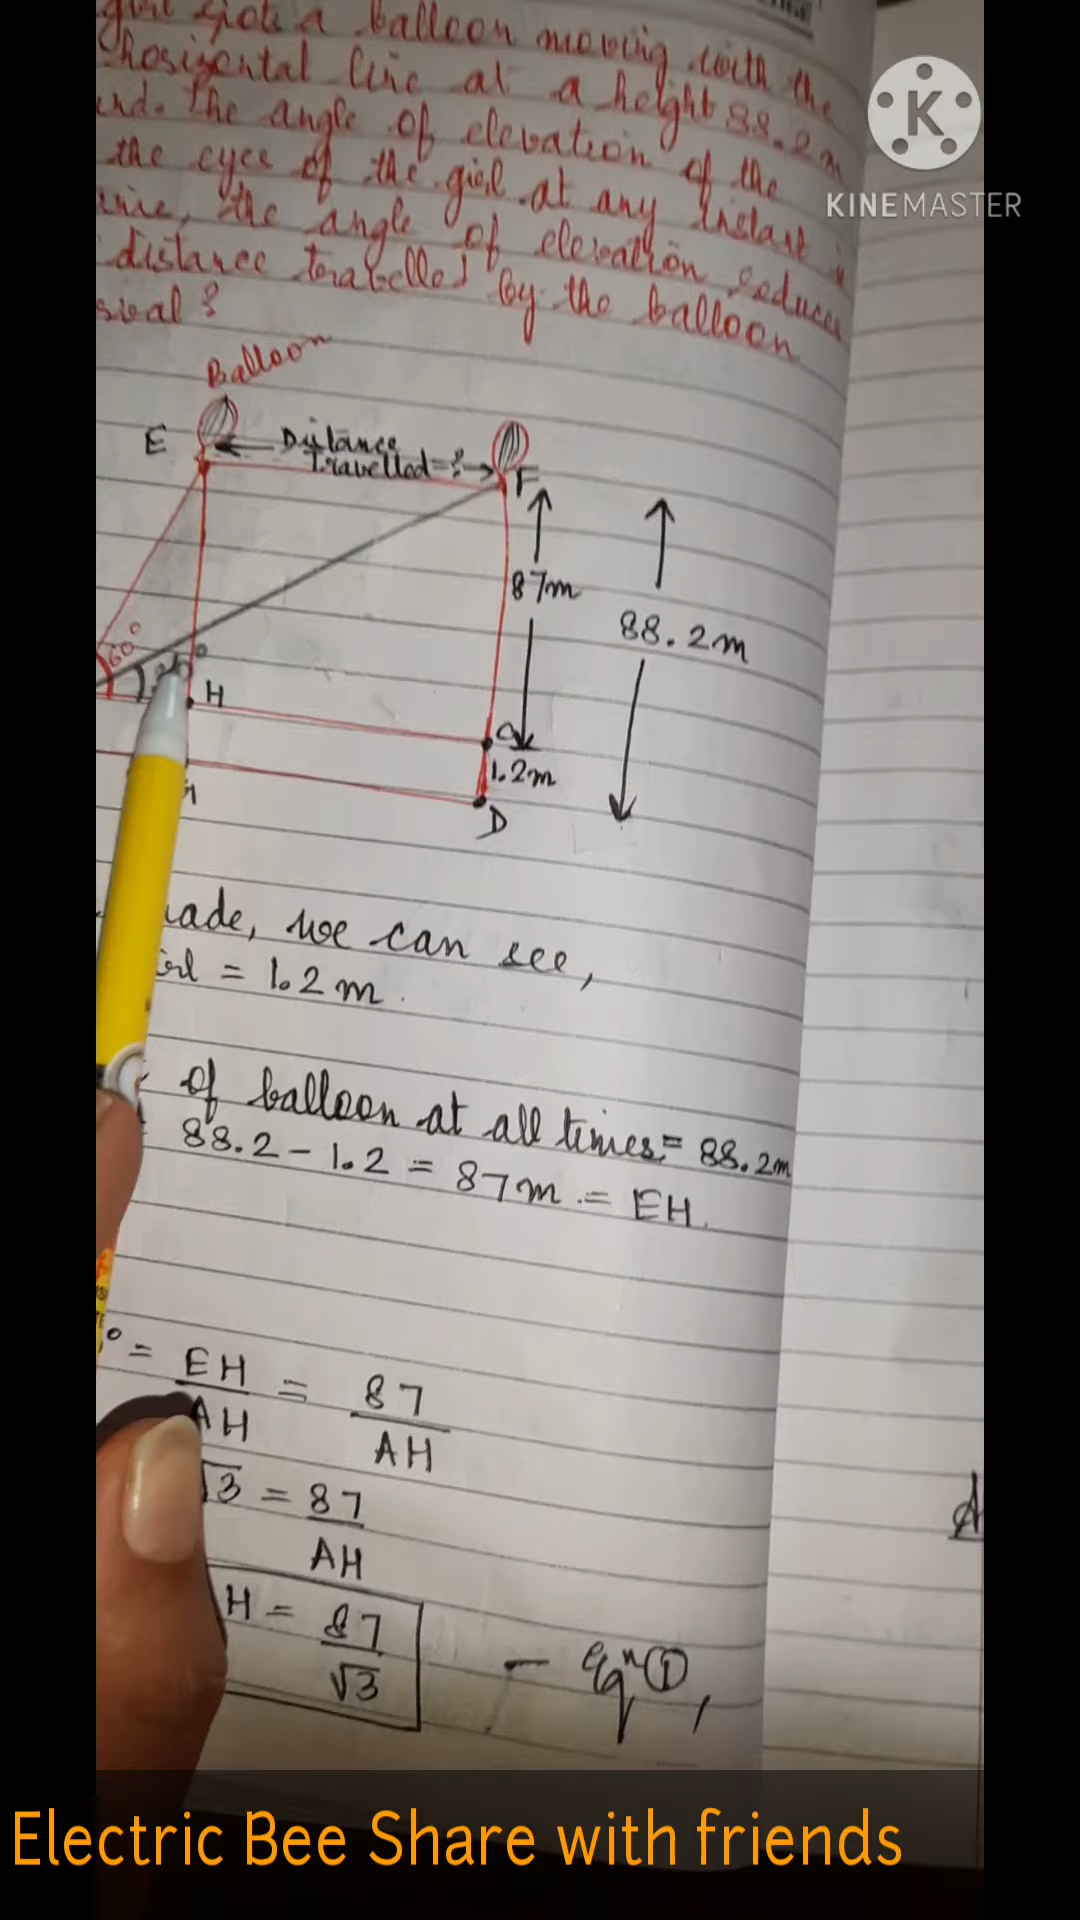 a balloon moving with the
horizental line at a height 88.2 m
The angle of elevation of the
the eyes of the girl at any instant
the angle of elevation reduces
distance travelled by the balloon
K
KINEMASTER
Balloon
E
Distance
Travelled = ?
F
87m
88.2m
60°
H
C
1.2m
D
made, we can see,
= 1.2 m.
of balloon at all times = 88.2m
88.2 - 1.2 = 87m = EH.
° = EH/AH = 87/AH
√3 = 87/AH
H = 87/√3 - Eqⁿ ①,
Electric Bee Share with friends